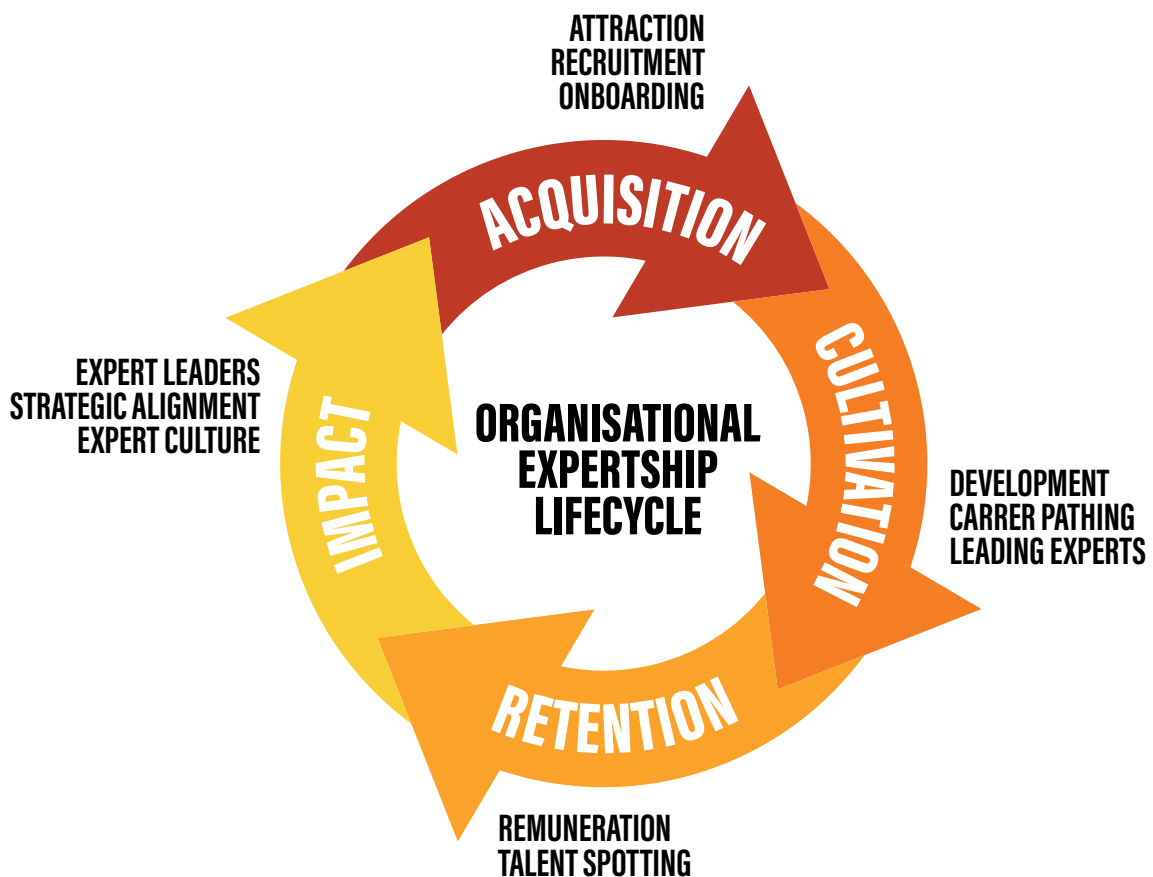 ATTRACTION
RECRUITMENT
ONBOARDING
ACQUISITION
CULTIVATION
DEVELOPMENT
CARRER PATHING
LEADING EXPERTS
RETENTION
REMUNERATION
TALENT SPOTTING
IMPACT
EXPERT LEADERS
STRATEGIC ALIGNMENT
EXPERT CULTURE
ORGANISATIONAL
EXPERTSHIP
LIFECYCLE